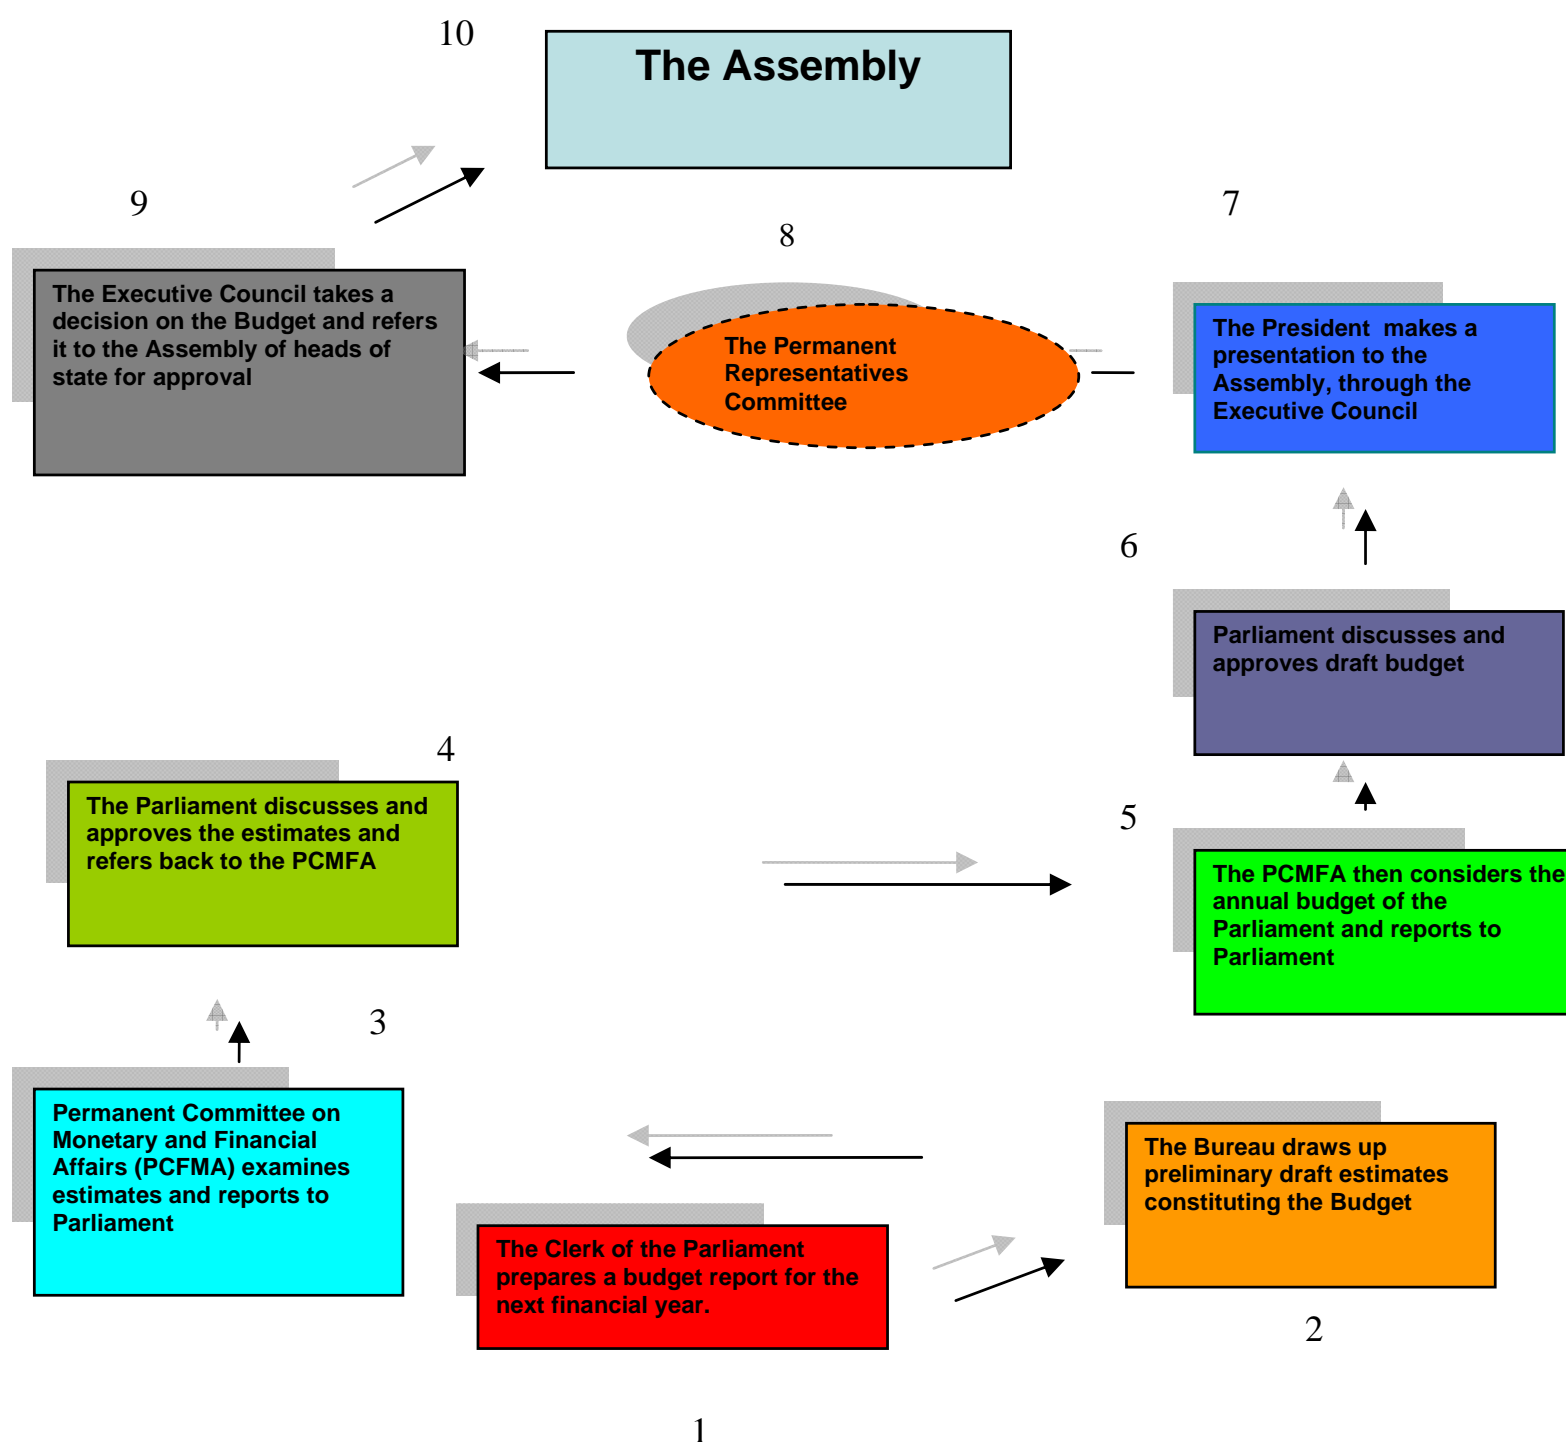 10
The Assembly
9
8
7
The Executive Council takes a
decision on the Budget and refers
it to the Assembly of heads of
state for approval
The Permanent
Representatives
Committee
The President  makes a
presentation to the
Assembly, through the
Executive Council
6
Parliament discusses and
approves draft budget
4
The Parliament discusses and
approves the estimates and
refers back to the PCMFA
5
The PCMFA then considers the
annual budget of the
Parliament and reports to
Parliament
3
Permanent Committee on
Monetary and Financial
Affairs (PCFMA) examines
estimates and reports to
Parliament
The Bureau draws up
preliminary draft estimates
constituting the Budget
The Clerk of the Parliament
prepares a budget report for the
next financial year.
2
1